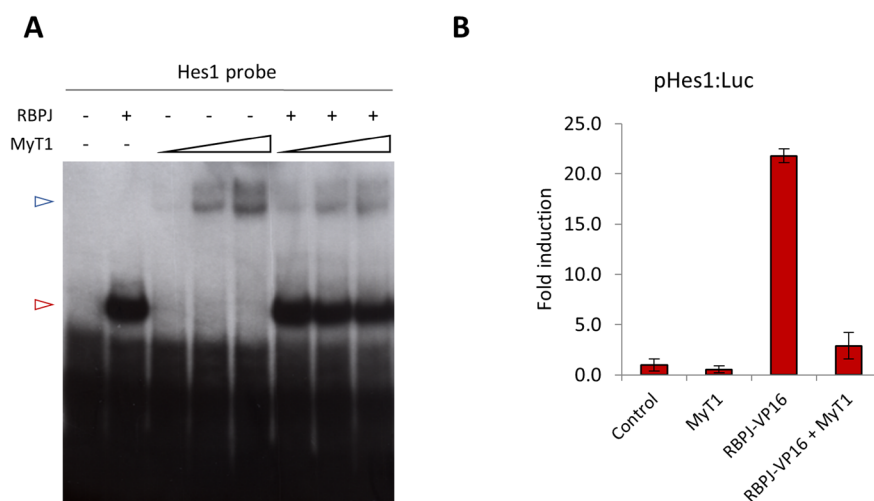 A
Hes1 probe
RBPJ - + - - - + + +
MyT1 - -
B
pHes1:Luc
Fold induction
25.0
20.0
15.0
10.0
5.0
0.0
Control
MyT1
RBPJ-VP16
RBPJ-VP16 + MyT1